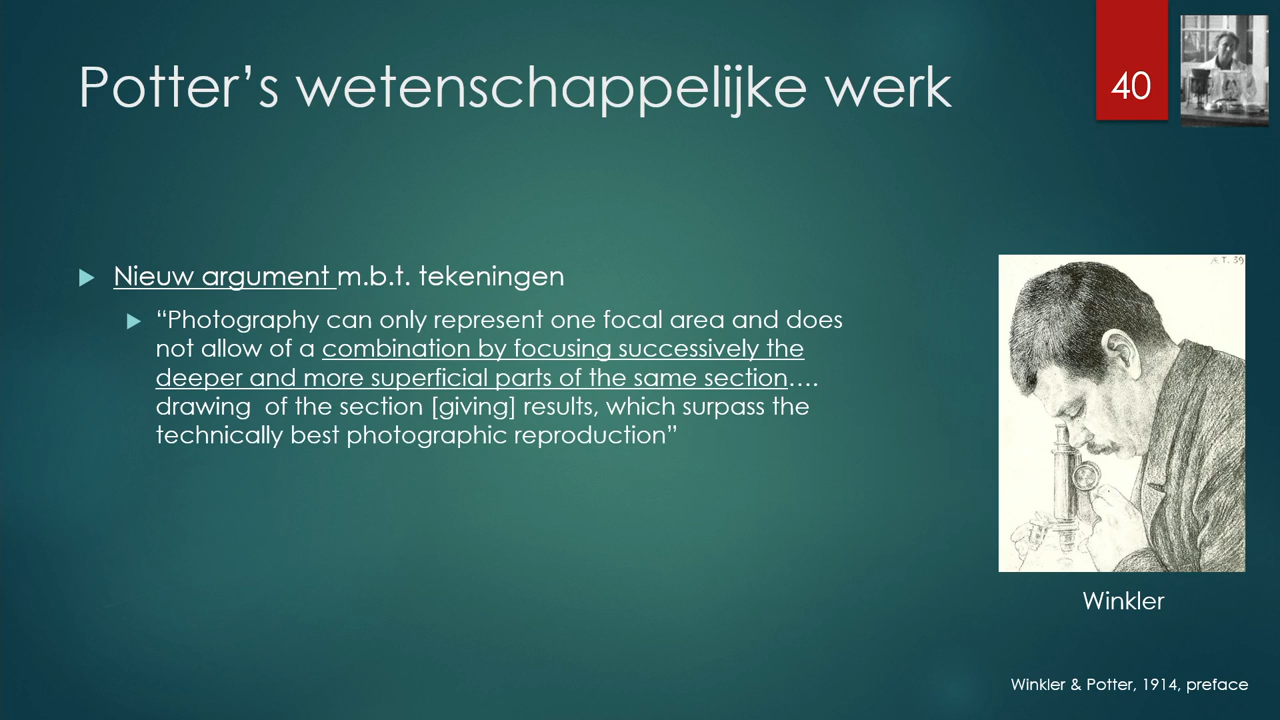 Potter’s wetenschappelijke werk
40
Nieuw argument m.b.t. tekeningen
“Photography can only represent one focal area and does
not allow of a combination by focusing successively the
deeper and more superficial parts of the same section….
drawing  of the section [giving] results, which surpass the
technically best photographic reproduction”
ÆT. 39
Winkler
Winkler & Potter, 1914, preface